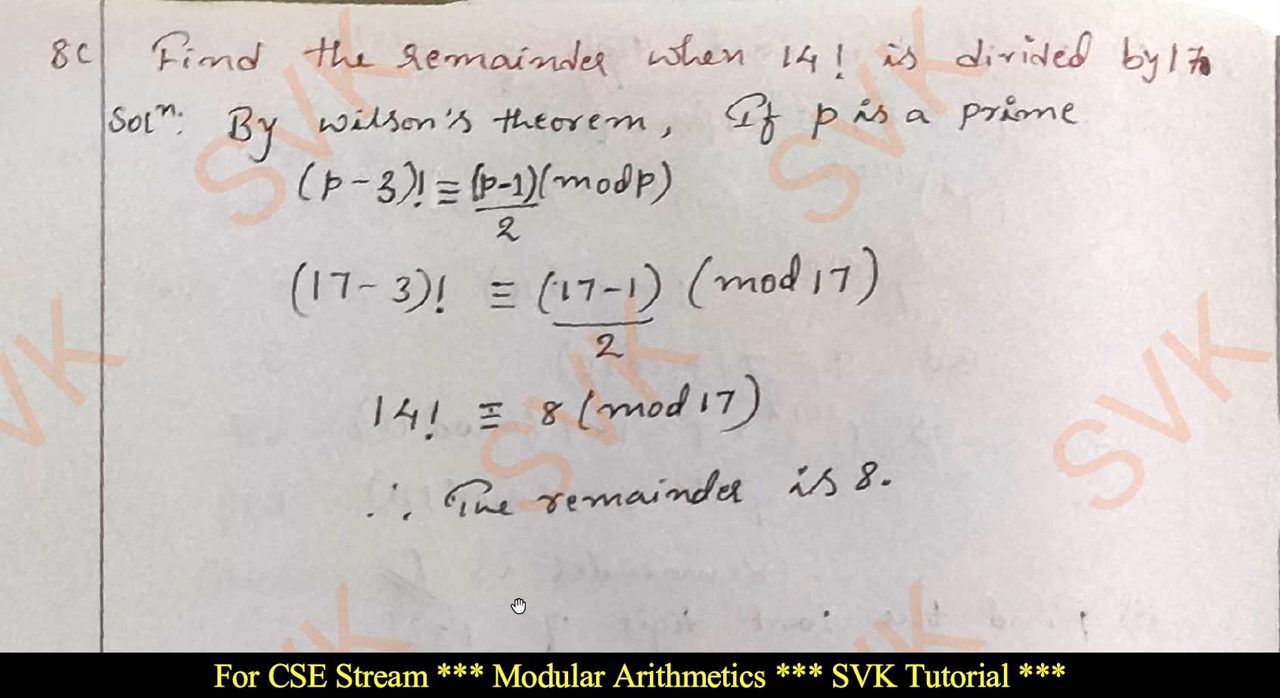 8c Find the remainder when 14! is divided by 17
Solⁿ: By wilson's theorem, If p is a prime
(p-3)! ≡ (p-1)/2 (mod p)
(17-3)! ≡ (17-1)/2 (mod 17)
14! ≡ 8 (mod 17)
∴ The remainder is 8.
SVK
For CSE Stream *** Modular Arithmetics *** SVK Tutorial ***